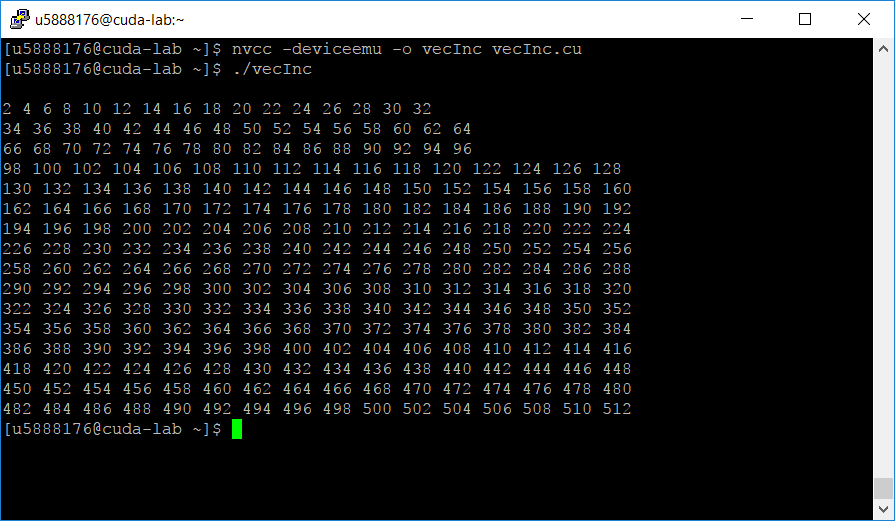 u5888176@cuda-lab:~
[u5888176@cuda-lab ~]$ nvcc -deviceemu -o vecInc vecInc.cu
[u5888176@cuda-lab ~]$ ./vecInc
2 4 6 8 10 12 14 16 18 20 22 24 26 28 30 32
34 36 38 40 42 44 46 48 50 52 54 56 58 60 62 64
66 68 70 72 74 76 78 80 82 84 86 88 90 92 94 96
98 100 102 104 106 108 110 112 114 116 118 120 122 124 126 128
130 132 134 136 138 140 142 144 146 148 150 152 154 156 158 160
162 164 166 168 170 172 174 176 178 180 182 184 186 188 190 192
194 196 198 200 202 204 206 208 210 212 214 216 218 220 222 224
226 228 230 232 234 236 238 240 242 244 246 248 250 252 254 256
258 260 262 264 266 268 270 272 274 276 278 280 282 284 286 288
290 292 294 296 298 300 302 304 306 308 310 312 314 316 318 320
322 324 326 328 330 332 334 336 338 340 342 344 346 348 350 352
354 356 358 360 362 364 366 368 370 372 374 376 378 380 382 384
386 388 390 392 394 396 398 400 402 404 406 408 410 412 414 416
418 420 422 424 426 428 430 432 434 436 438 440 442 444 446 448
450 452 454 456 458 460 462 464 466 468 470 472 474 476 478 480
482 484 486 488 490 492 494 496 498 500 502 504 506 508 510 512
[u5888176@cuda-lab ~]$